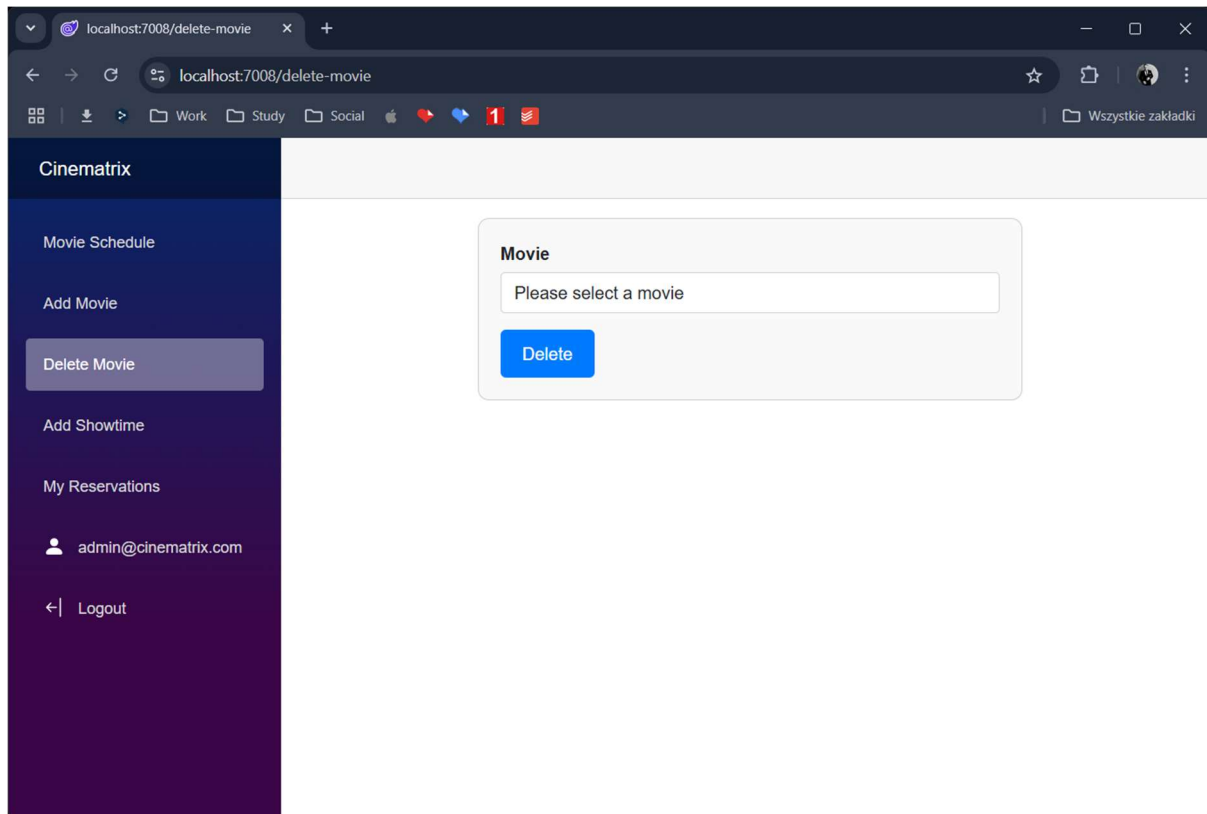 localhost:7008/delete-movie
localhost:7008/delete-movie
Work Study Social 1 Wszystkie zakładki
Cinematrix
Movie Schedule
Add Movie
Delete Movie
Add Showtime
My Reservations
admin@cinematrix.com
Logout
Movie
Please select a movie
Delete